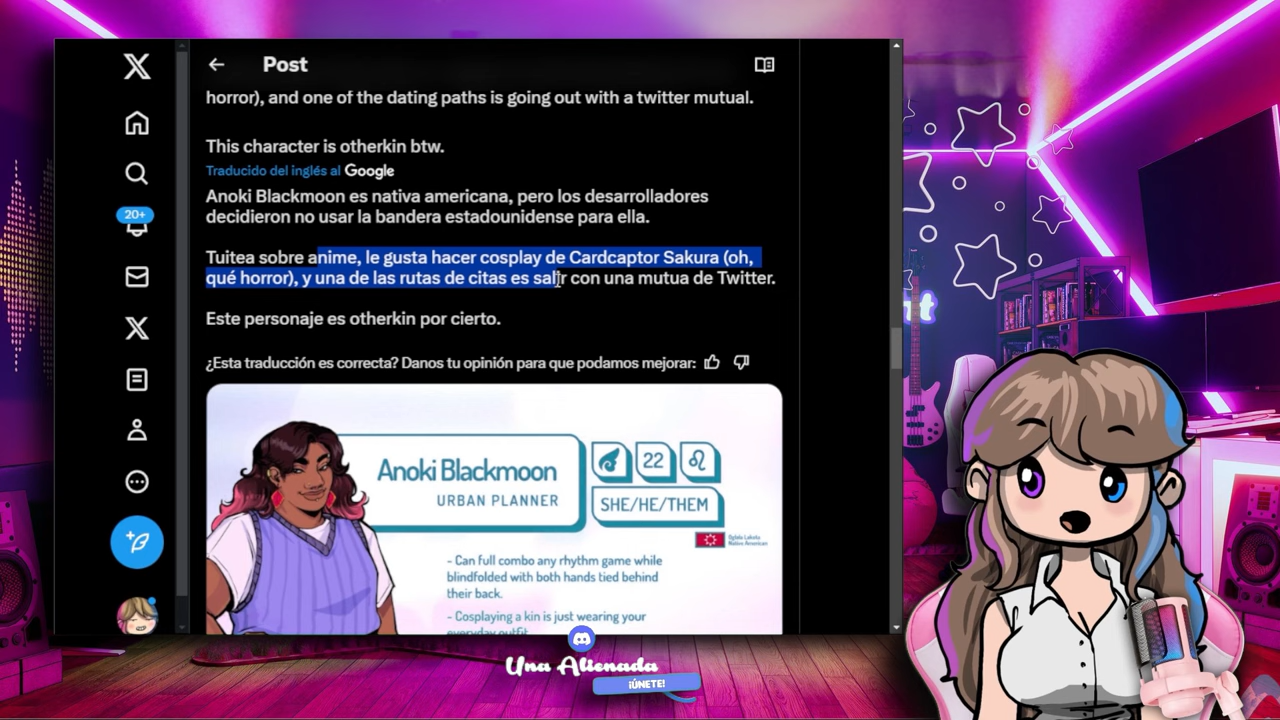 Post
horror), and one of the dating paths is going out with a twitter mutual.
This character is otherkin btw.
Traducido del inglés al Google
Anoki Blackmoon es nativa americana, pero los desarrolladores
decidieron no usar la bandera estadounidense para ella.
Tuitea sobre anime, le gusta hacer cosplay de Cardcaptor Sakura (oh,
qué horror), y una de las rutas de citas es salir con una mutua de Twitter.
Este personaje es otherkin por cierto.
¿Esta traducción es correcta? Danos tu opinión para que podamos mejorar:
20+
Anoki Blackmoon
URBAN PLANNER
22
SHE/HE/THEM
Oglala Lakota
Native American
- Can full combo any rhythm game while
blindfolded with both hands tied behind
their back.
- Cosplaying a kin is just wearing your
everyday outfit.
Una Alienada
¡ÚNETE!